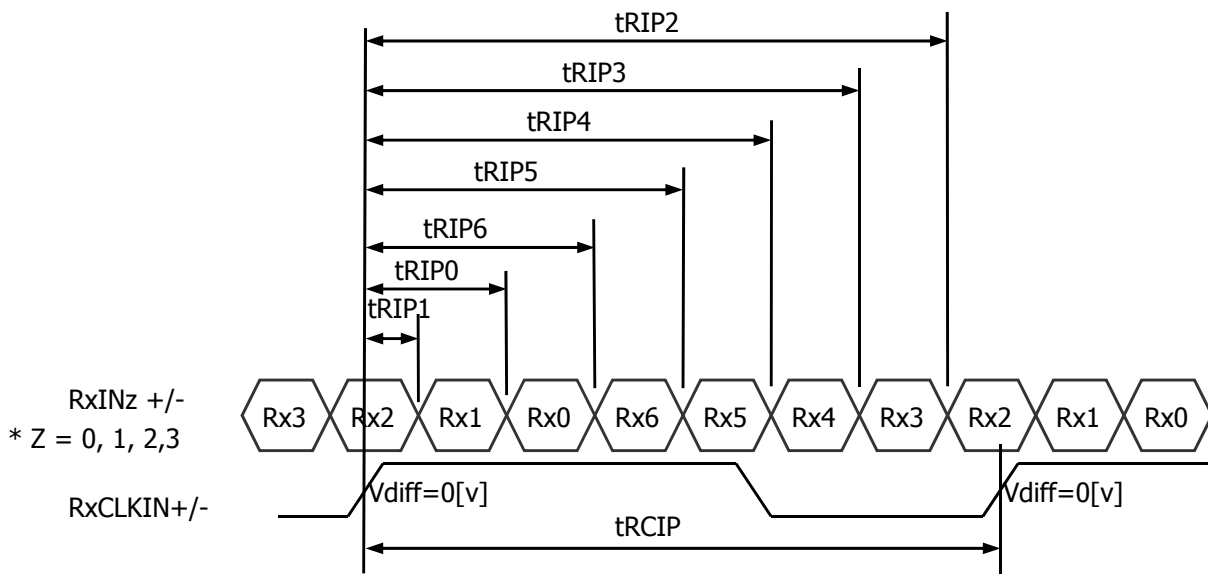 tRIP2
tRIP3
tRIP4
tRIP5
tRIP6
tRIP0
tRIP1
RxINz +/-
* Z = 0, 1, 2,3
Rx3 Rx2 Rx1 Rx0 Rx6 Rx5 Rx4 Rx3 Rx2 Rx1 Rx0
RxCLKIN+/-
Vdiff=0[v] Vdiff=0[v]
tRCIP